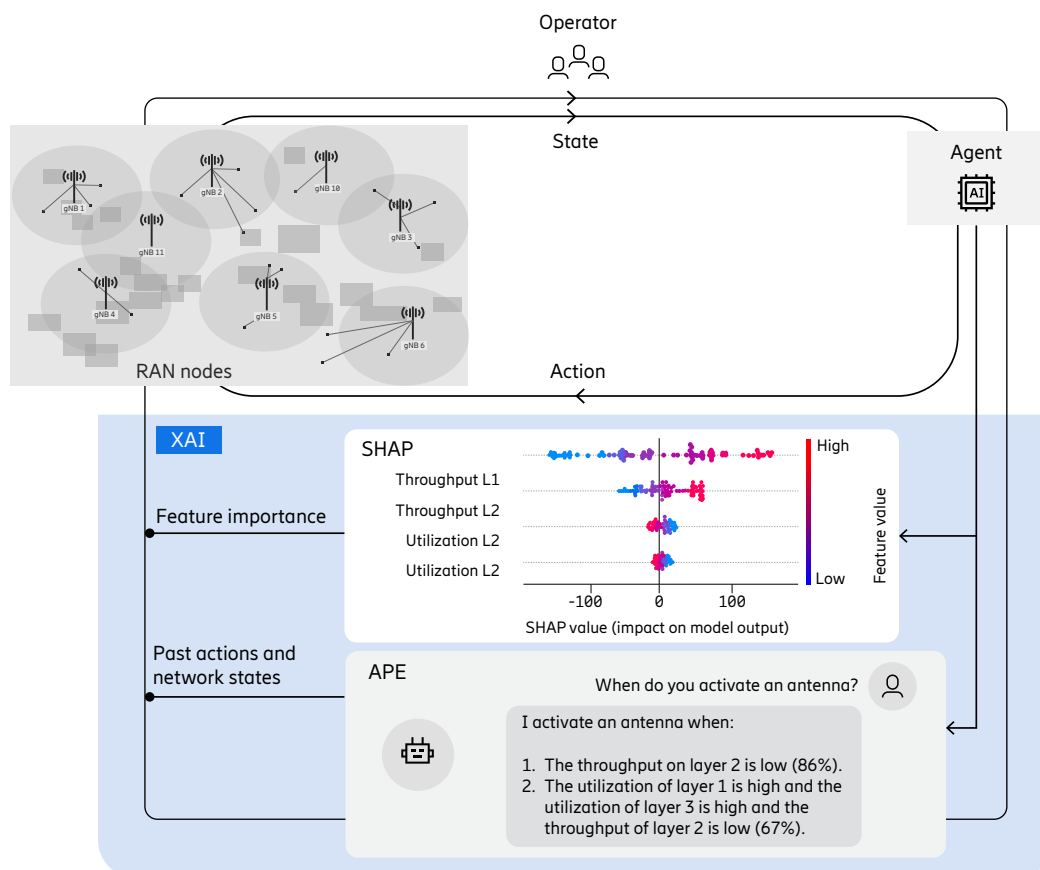 Operator
State
Agent
AI
gNB 1
gNB 2
gNB 10
gNB 3
gNB 11
gNB 4
gNB 5
gNB 6
RAN nodes
Action
XAI
SHAP
High
Throughput L1
Throughput L2
Utilization L2
Utilization L2
Low
Feature value
-100 0 100
SHAP value (impact on model output)
Feature importance
Past actions and
network states
APE
When do you activate an antenna?
I activate an antenna when:
1. The throughput on layer 2 is low (86%).
2. The utilization of layer 1 is high and the
utilization of layer 3 is high and the
throughput of layer 2 is low (67%).